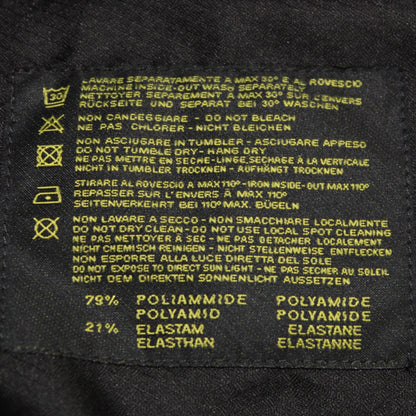 30
LAVARE SEPARATAMENTE A MAX 30° E AL ROVESCIO
MACHINE INSIDE-OUT WASH SEPARATELY
NETTOYER SEPAREMENT A MAX 30° SUR L'ENVERS
RÜCKSEITE UND SEPARAT BEI 30° WASCHEN
NON CANDEGGIARE - DO NOT BLEACH
NE PAS CHLORER - NICHT BLEICHEN
NON ASCIUGARE IN TUMBLER - ASCIUGARE APPESO
DO NOT TUMBLE DRY - HANG DRY
NE PAS METTRE EN SECHE-LINGE, SECHAGE À LA VERTICALE
NICHT IN TUMBLER TROCKNEN - AUFHÄNGT TROCKNEN
STIRARE AL ROVESCIO A MAX 110° - IRON INSIDE-OUT MAX 110°
REPASSER SUR L'ENVERS À MAX 110°
SEITENVERKEHRT BEI 110° MAX. BÜGELN
NON LAVARE A SECCO - NON SMACCHIARE LOCALMENTE
DO NOT DRY CLEAN - DO NOT USE LOCAL SPOT CLEANING
NE PAS NETTOYER À SEC - NE PAS DETACHER LOCALEMENT
NICHT CHEMISCH REINIGEN - NICHT STELLENWEISE ENTFLECKEN
NON ESPORRE ALLA LUCE DIRETTA DEL SOLE
DO NOT EXPOSE TO DIRECT SUN LIGHT - NE PAS SECHER AU SOLEIL
NICHT DEM DIREKTEN SONNENLICHT AUSSETZEN
79% POLIAMMIDE POLYAMIDE
POLYAMID POLYAMIDE
21% ELASTAM ELASTANE
ELASTHAN ELASTANNE